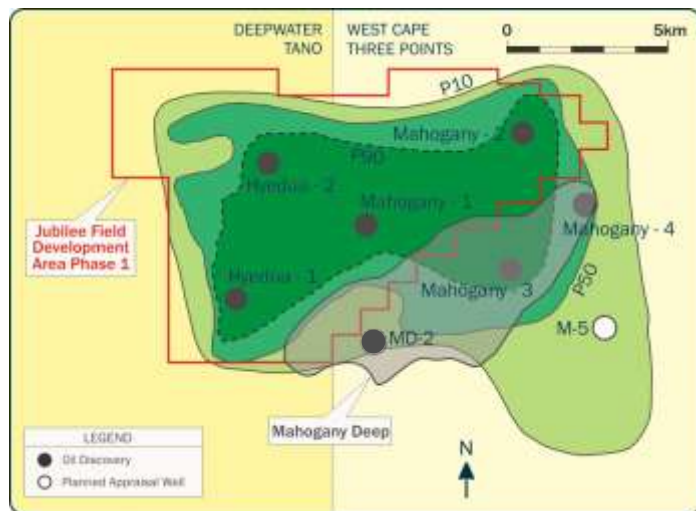 DEEPWATER
TANO
WEST CAPE
THREE POINTS
0
5km
P10
Mahogany - 2
P90
Hyedua - 2
Mahogany - 1
Mahogany - 4
Jubilee Field
Development
Area Phase 1
Hyedua - 1
Mahogany - 3
P50
M-5
MD-2
Mahogany Deep
LEGEND
Oil Discovery
Planned Appraisal Well
N